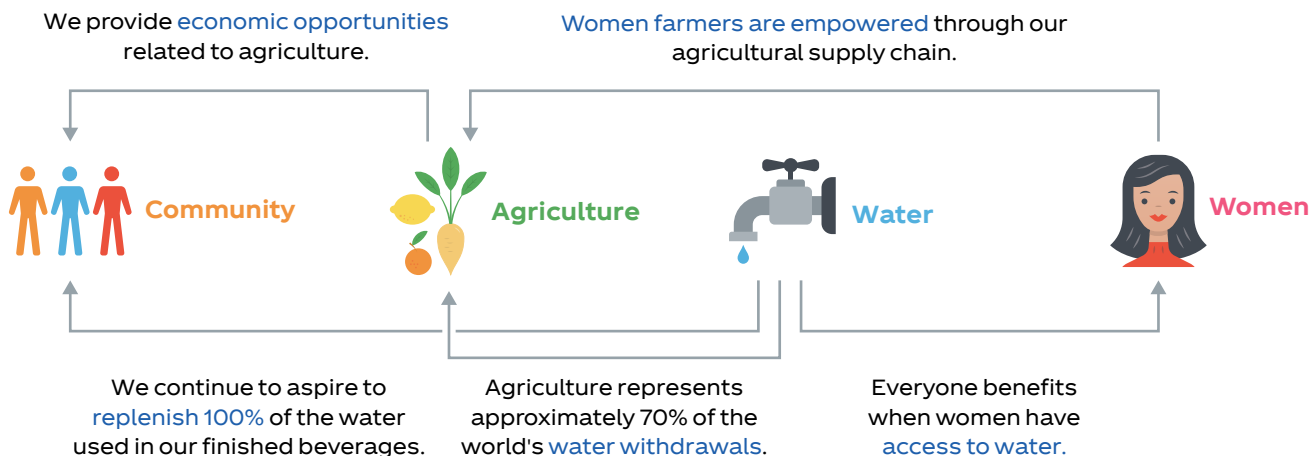 We provide economic opportunities
related to agriculture.
Women farmers are empowered through our
agricultural supply chain.
Community
Agriculture
Water
Women
We continue to aspire to
replenish 100% of the water
used in our finished beverages.
Agriculture represents
approximately 70% of the
world's water withdrawals.
Everyone benefits
when women have
access to water.